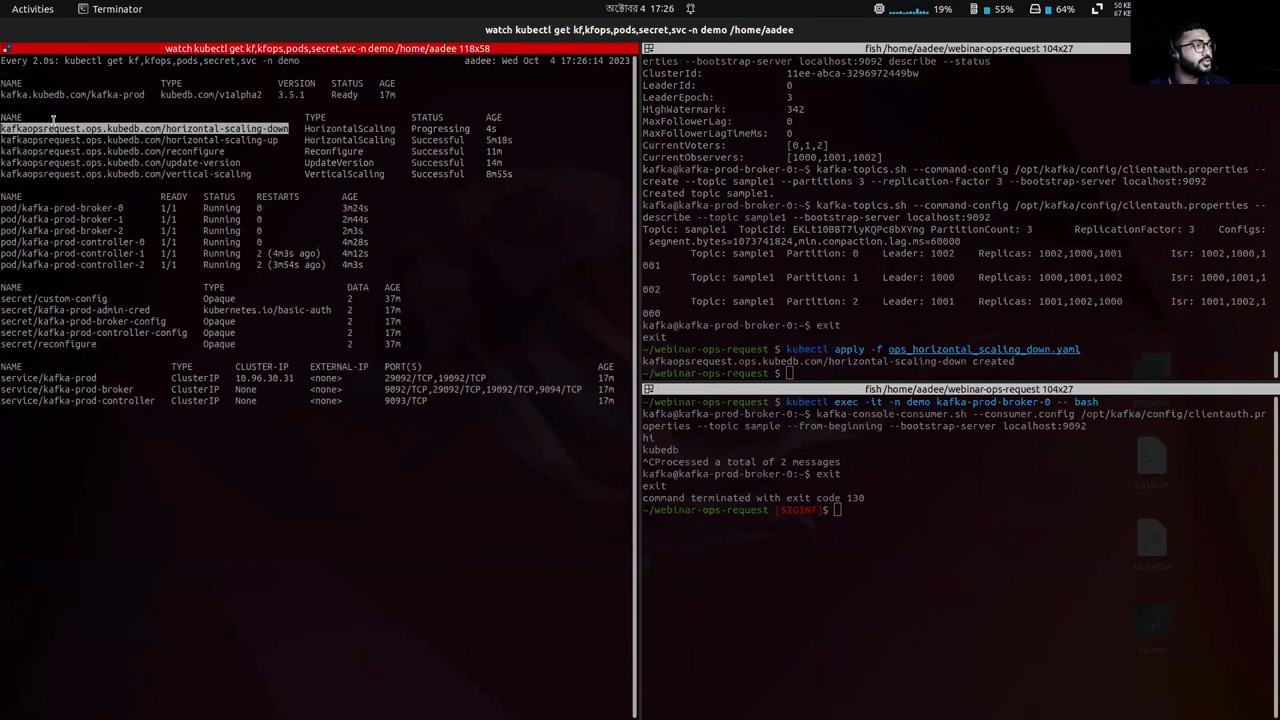 Activities
Terminator
অক্টোবর 4 17:26
19%
55%
64%
50 KB
67 KB
watch kubectl get kf,kfops,pods,secret,svc -n demo /home/aadee
watch kubectl get kf,kfops,pods,secret,svc -n demo /home/aadee 118x58
Every 2.0s: kubectl get kf,kfops,pods,secret,svc -n demo aadee: Wed Oct 4 17:26:14 2023
NAME TYPE VERSION STATUS AGE
kafka.kubedb.com/kafka-prod kubedb.com/v1alpha2 3.5.1 Ready 17m
NAME TYPE STATUS AGE
kafkaopsrequest.ops.kubedb.com/horizontal-scaling-down HorizontalScaling Progressing 4s
kafkaopsrequest.ops.kubedb.com/horizontal-scaling-up HorizontalScaling Successful 5m18s
kafkaopsrequest.ops.kubedb.com/reconfigure Reconfigure Successful 11m
kafkaopsrequest.ops.kubedb.com/update-version UpdateVersion Successful 14m
kafkaopsrequest.ops.kubedb.com/vertical-scaling VerticalScaling Successful 8m55s
NAME READY STATUS RESTARTS AGE
pod/kafka-prod-broker-0 1/1 Running 0 3m24s
pod/kafka-prod-broker-1 1/1 Running 0 2m44s
pod/kafka-prod-broker-2 1/1 Running 0 2m3s
pod/kafka-prod-controller-0 1/1 Running 0 4m28s
pod/kafka-prod-controller-1 1/1 Running 2 (4m3s ago) 4m12s
pod/kafka-prod-controller-2 1/1 Running 2 (3m54s ago) 4m3s
NAME TYPE DATA AGE
secret/custom-config Opaque 2 37m
secret/kafka-prod-admin-cred kubernetes.io/basic-auth 2 17m
secret/kafka-prod-broker-config Opaque 2 17m
secret/kafka-prod-controller-config Opaque 2 17m
secret/reconfigure Opaque 2 37m
NAME TYPE CLUSTER-IP EXTERNAL-IP PORT(S) AGE
service/kafka-prod ClusterIP 10.96.30.31 <none> 29092/TCP,19092/TCP 17m
service/kafka-prod-broker ClusterIP None <none> 9092/TCP,29092/TCP,19092/TCP,9094/TCP 17m
service/kafka-prod-controller ClusterIP None <none> 9093/TCP 17m
fish /home/aadee/webinar-ops-request 104x27
erties --bootstrap-server localhost:9092 describe --status
ClusterId: 11ee-abca-3296972449bw
LeaderId: 0
LeaderEpoch: 3
HighWatermark: 342
MaxFollowerLag: 0
MaxFollowerLagTimeMs: 0
CurrentVoters: [0,1,2]
CurrentObservers: [1000,1001,1002]
kafka@kafka-prod-broker-0:~$ kafka-topics.sh --command-config /opt/kafka/config/clientauth.properties --
create --topic sample1 --partitions 3 --replication-factor 3 --bootstrap-server localhost:9092
Created topic sample1.
kafka@kafka-prod-broker-0:~$ kafka-topics.sh --command-config /opt/kafka/config/clientauth.properties --
describe --topic sample1 --bootstrap-server localhost:9092
Topic: sample1 TopicId: EKLt10BBT7iyKQPc8bXYng PartitionCount: 3 ReplicationFactor: 3 Configs:
segment.bytes=1073741824,min.compaction.lag.ms=60000
Topic: sample1 Partition: 0 Leader: 1002 Replicas: 1002,1000,1001 Isr: 1002,1000,1
001
Topic: sample1 Partition: 1 Leader: 1000 Replicas: 1000,1001,1002 Isr: 1000,1001,1
002
Topic: sample1 Partition: 2 Leader: 1001 Replicas: 1001,1002,1000 Isr: 1001,1002,1
000
kafka@kafka-prod-broker-0:~$ exit
exit
~/webinar-ops-request $ kubectl apply -f ops_horizontal_scaling_down.yaml
kafkaopsrequest.ops.kubedb.com/horizontal-scaling-down created
~/webinar-ops-request $
fish /home/aadee/webinar-ops-request 104x27
~/webinar-ops-request $ kubectl exec -it -n demo kafka-prod-broker-0 -- bash
kafka@kafka-prod-broker-0:~$ kafka-console-consumer.sh --consumer.config /opt/kafka/config/clientauth.pr
operties --topic sample --from-beginning --bootstrap-server localhost:9092
hi
kubedb
^CProcessed a total of 2 messages
kafka@kafka-prod-broker-0:~$ exit
exit
command terminated with exit code 130
~/webinar-ops-request [SIGINT]$
bash.sh
Makefile
Home